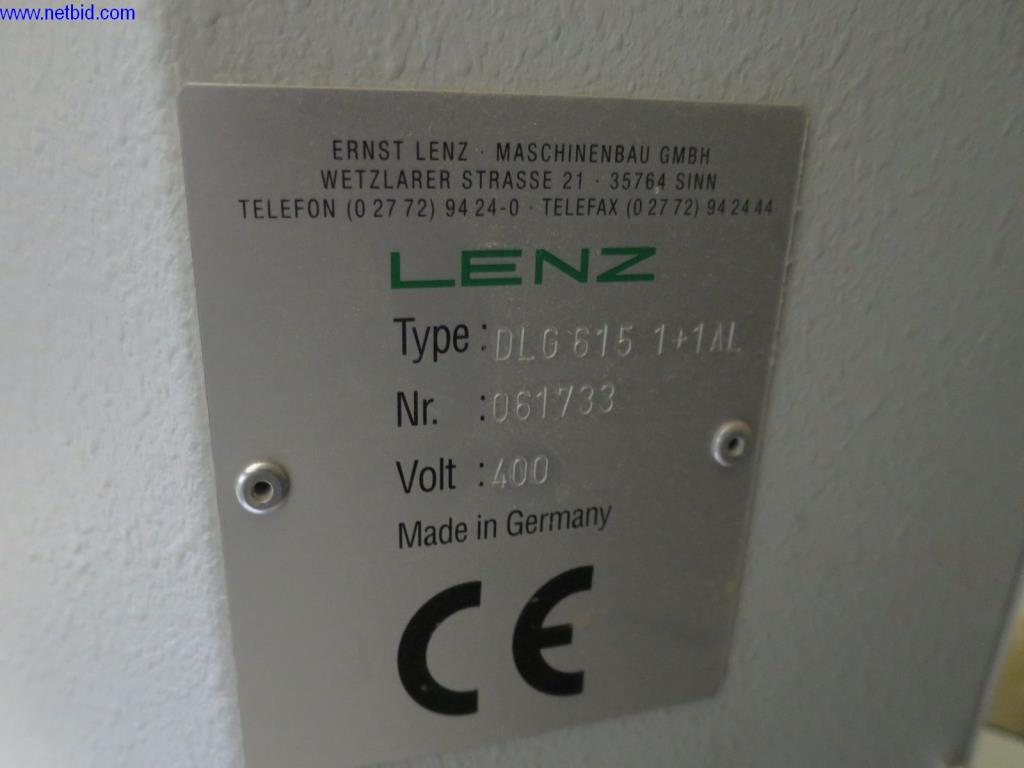 www.netbid.com
ERNST LENZ · MASCHINENBAU GMBH
WETZLARER STRASSE 21 · 35764 SINN
TELEFON (0 27 72) 94 24-0 · TELEFAX (0 27 72) 94 24 44
LENZ
Type : DLG 615 1+1AL
Nr. : 061733
Volt : 400
Made in Germany
CE